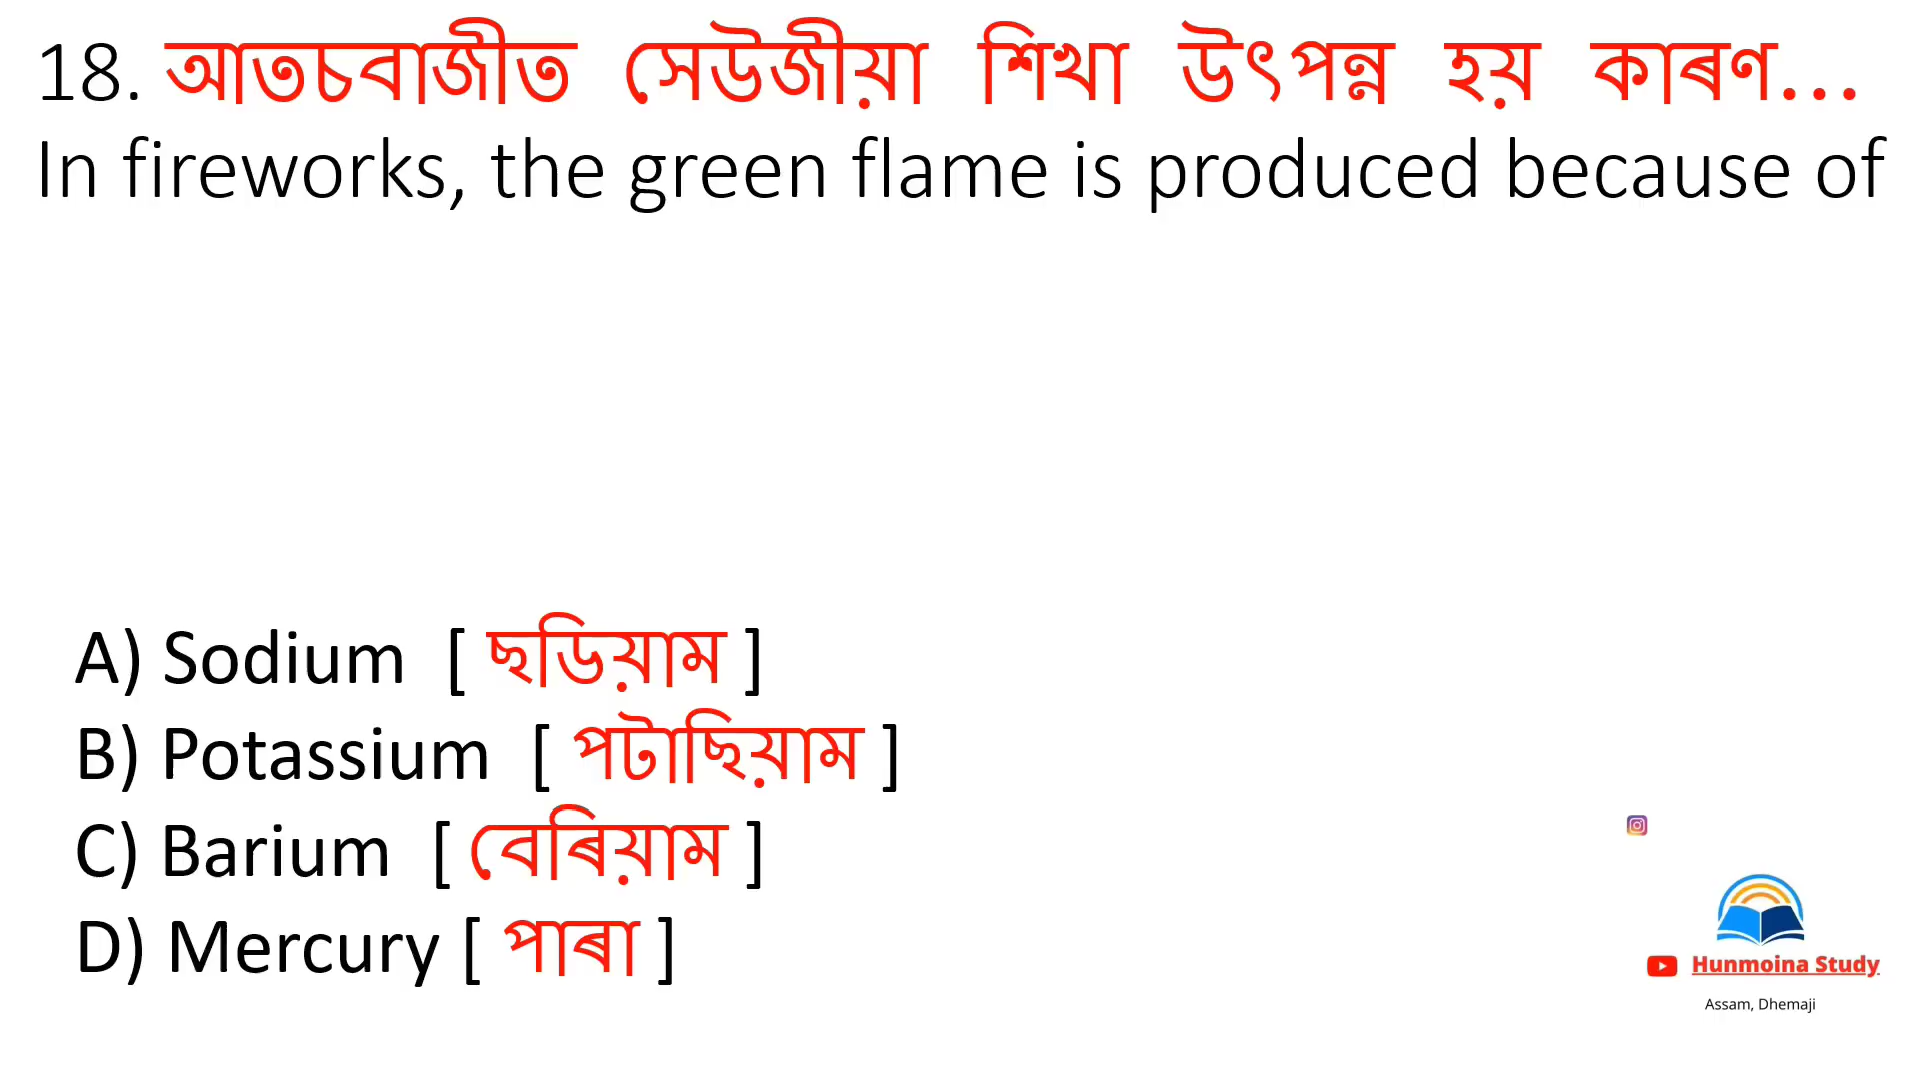 18. আতচবাজীত সেউজীয়া শিখা উৎপন্ন হয় কাৰণ...
In fireworks, the green flame is produced because of
A) Sodium [ ছডিয়াম ]
B) Potassium [ পটাছিয়াম ]
C) Barium [ বেৰিয়াম ]
D) Mercury [ পাৰা ]
Hunmoina Study
Assam, Dhemaji